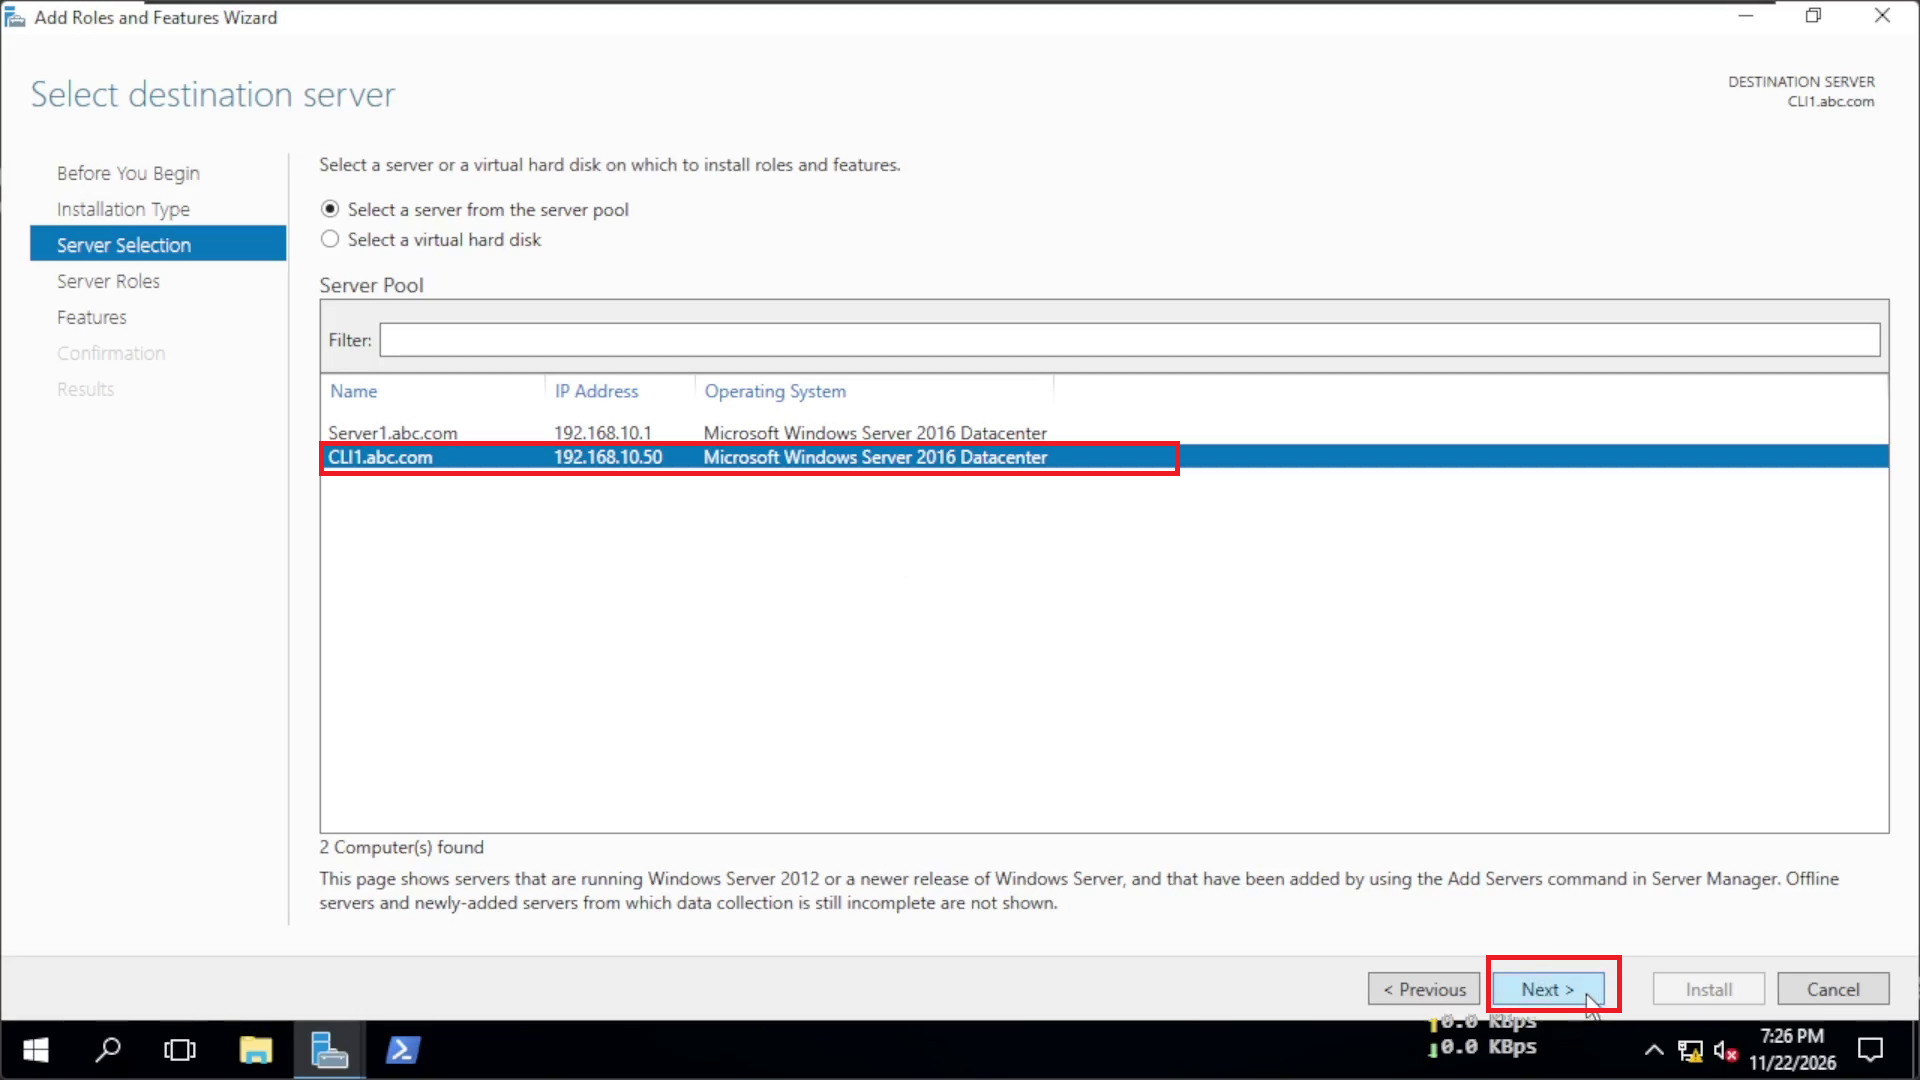 Add Roles and Features Wizard
Select destination server
DESTINATION SERVER
CLI1.abc.com
Before You Begin
Installation Type
Server Selection
Server Roles
Features
Confirmation
Results
Select a server or a virtual hard disk on which to install roles and features.
Select a server from the server pool
Select a virtual hard disk
Server Pool
Filter:
Name IP Address Operating System
Server1.abc.com 192.168.10.1 Microsoft Windows Server 2016 Datacenter
CLI1.abc.com 192.168.10.50 Microsoft Windows Server 2016 Datacenter
2 Computer(s) found
This page shows servers that are running Windows Server 2012 or a newer release of Windows Server, and that have been added by using the Add Servers command in Server Manager. Offline
servers and newly-added servers from which data collection is still incomplete are not shown.
< Previous Next > Install Cancel
0.0 KBps
0.0 KBps
7:26 PM
11/22/2026